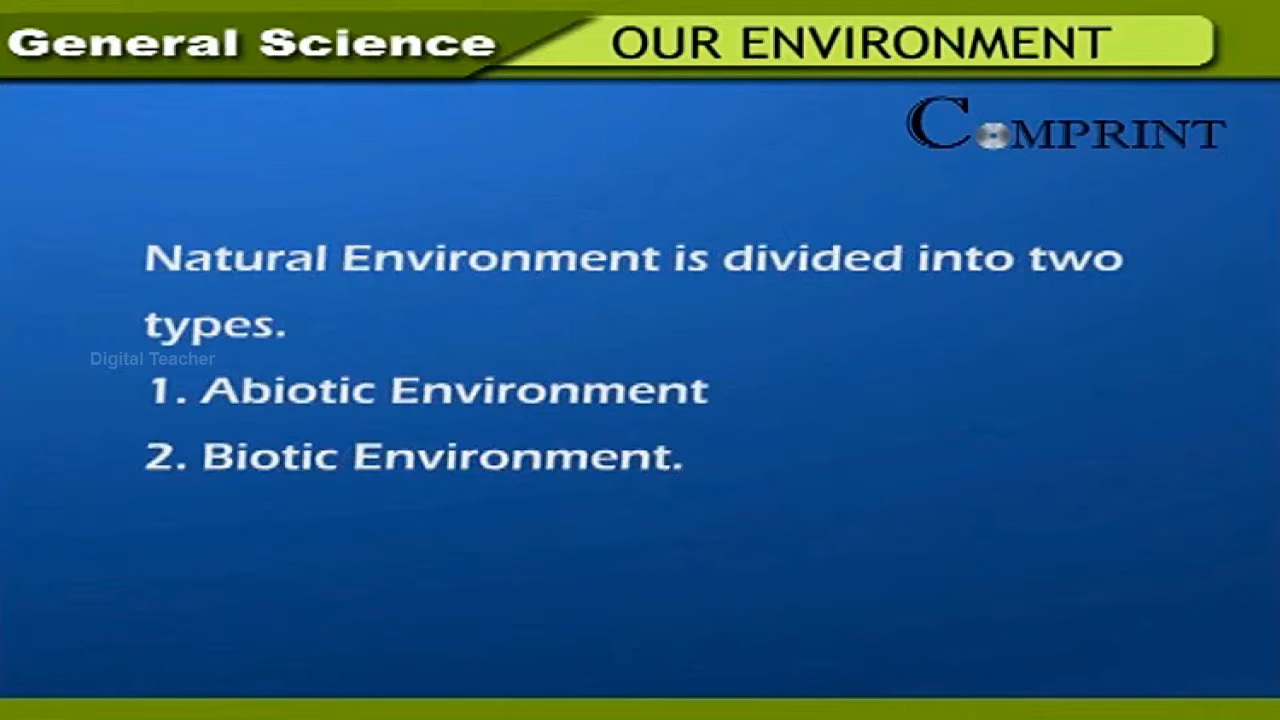 General Science
OUR ENVIRONMENT
COMPRINT
Natural Environment is divided into two
types.
Digital Teacher
1. Abiotic Environment
2. Biotic Environment.